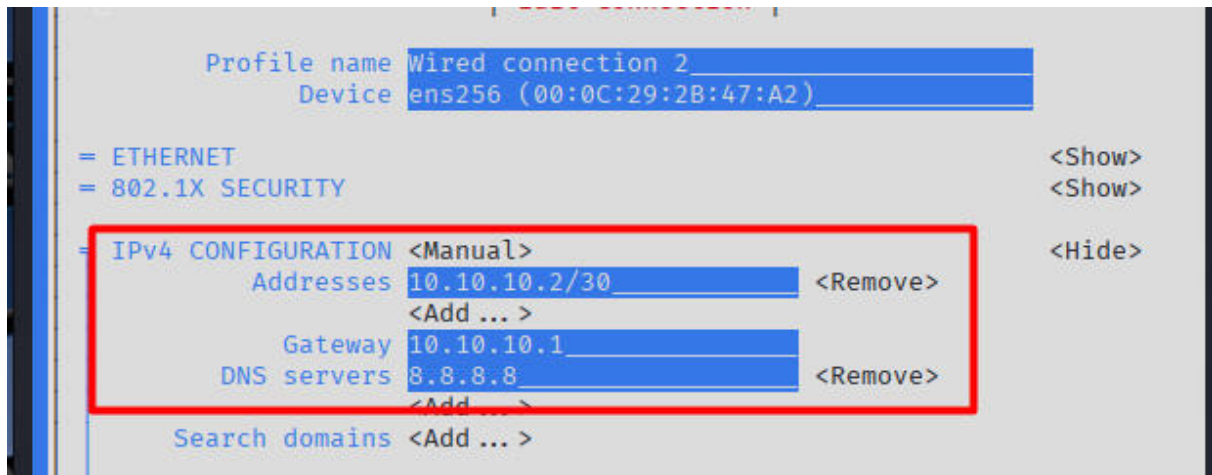 Profile name Wired connection 2
Device ens256 (00:0C:29:2B:47:A2)
= ETHERNET <Show>
= 802.1X SECURITY <Show>
= IPv4 CONFIGURATION <Manual> <Hide>
Addresses 10.10.10.2/30 <Remove>
<Add ... >
Gateway 10.10.10.1
DNS servers 8.8.8.8 <Remove>
<Add ... >
Search domains <Add ... >